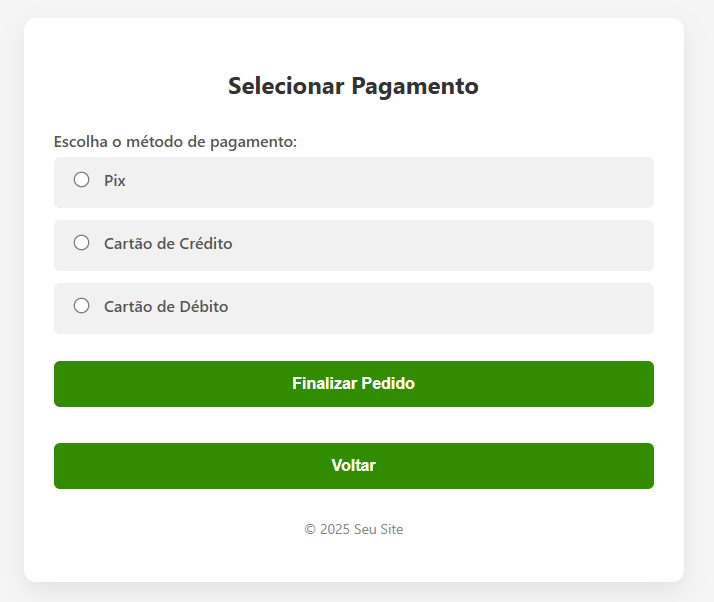 Selecionar Pagamento
Escolha o método de pagamento:
Pix
Cartão de Crédito
Cartão de Débito
Finalizar Pedido
Voltar
© 2025 Seu Site